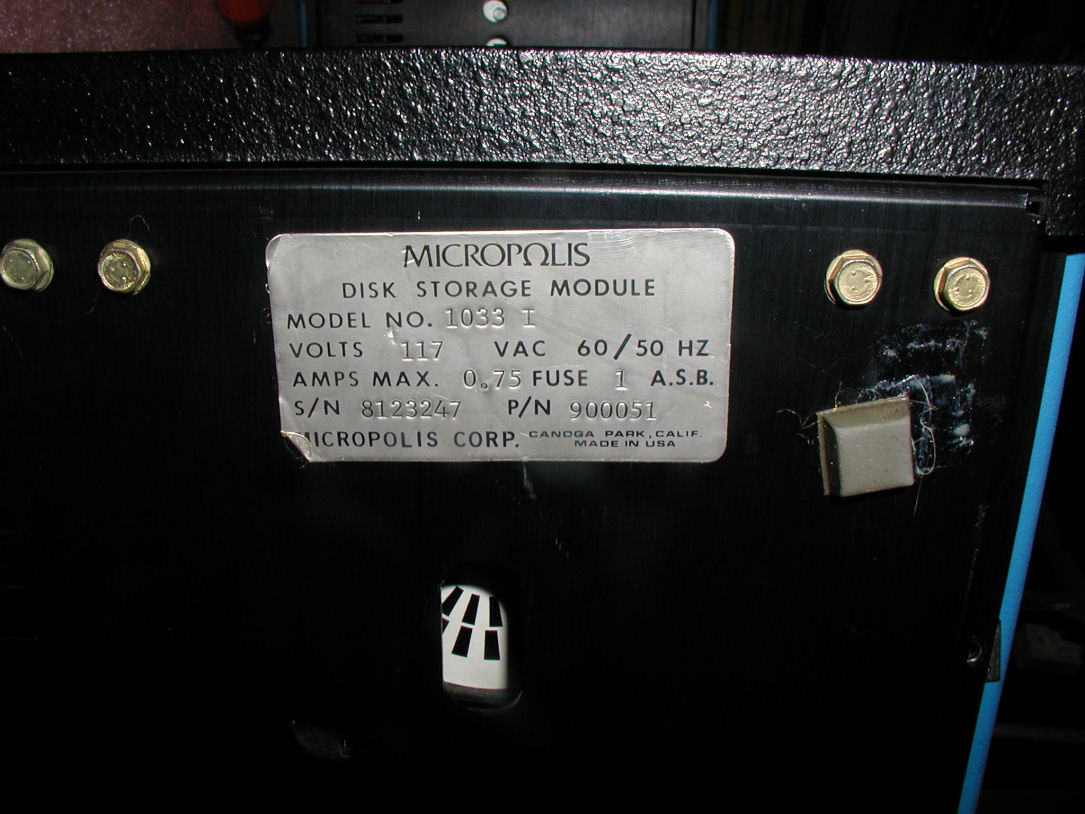 MICROPOLIS
DISK STORAGE MODULE
MODEL NO. 1033 I
VOLTS 117 VAC 60/50 HZ
AMPS MAX. 0.75 FUSE 1 A.S.B.
S/N 8123247 P/N 900051
MICROPOLIS CORP. CANOGA PARK, CALIF.
MADE IN USA